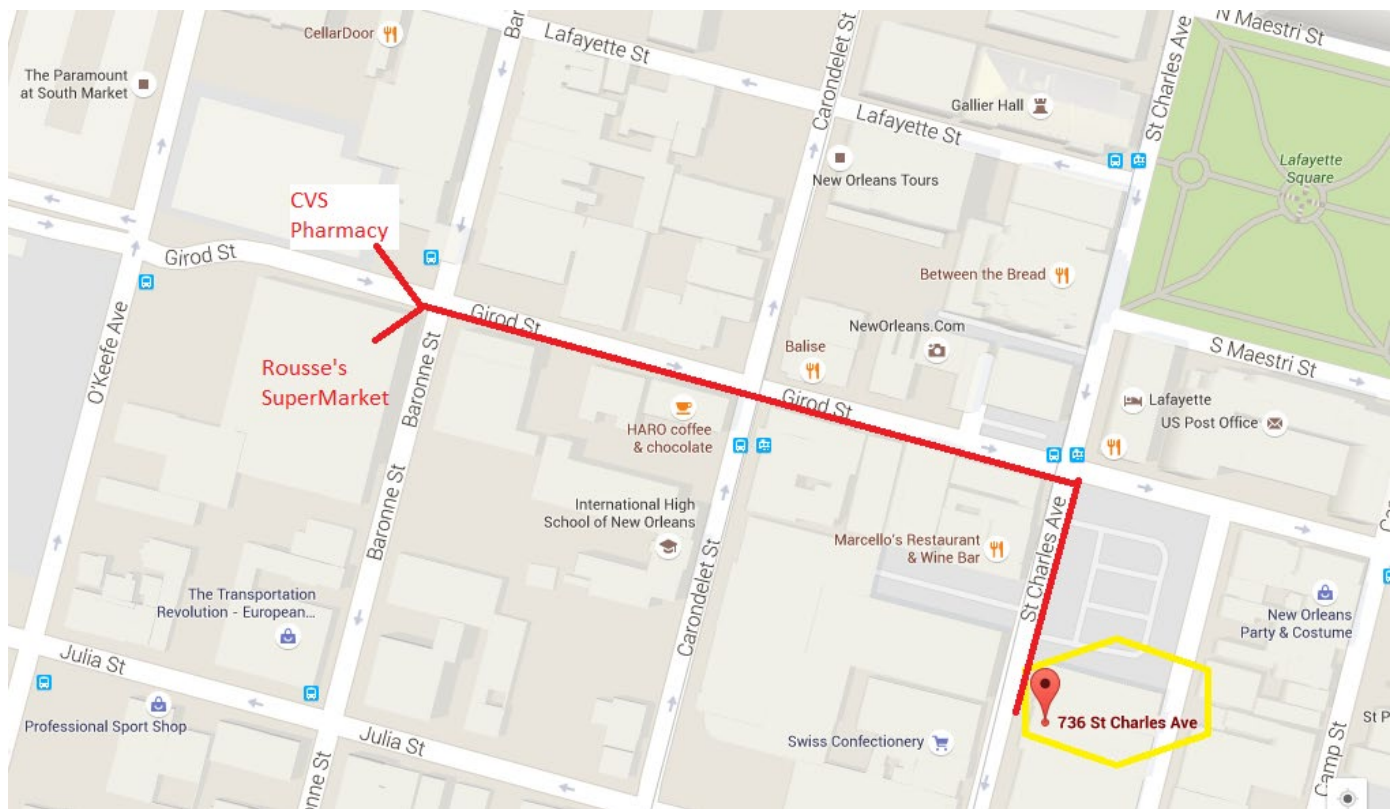 N Maestri St
CellarDoor
Bar
Lafayette St
Carondelet St
St Charles Ave
The Paramount
at South Market
Gallier Hall
Lafayette St
Lafayette
Square
New Orleans Tours
CVS
Pharmacy
Girod St
Between the Bread
Girod St
NewOrleans.Com
Balise
S Maestri St
O'Keefe Ave
Rousse's
SuperMarket
Baronne St
Girod St
Lafayette
US Post Office
HARO coffee
& chocolate
International High
School of New Orleans
Baronne St
Marcello's Restaurant
& Wine Bar
St Charles Ave
Carondelet St
The Transportation
Revolution - European...
New Orleans
Party & Costume
Julia St
Professional Sport Shop
Julia St
Swiss Confectionery
736 St Charles Ave
St P
Camp St
Baronne St